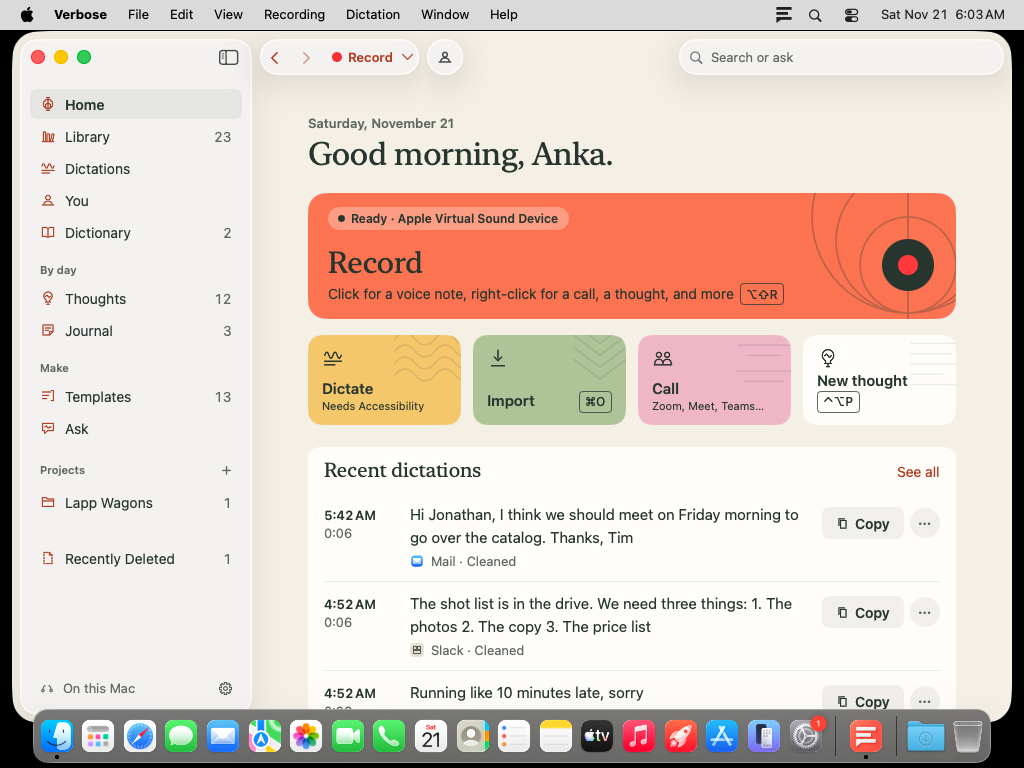 Verbose File Edit View Recording Dictation Window Help Sat Nov 21 6:03 AM
Record
Search or ask
Home
Library 23
Dictations
You
Dictionary 2
By day
Thoughts 12
Journal 3
Make
Templates 13
Ask
Projects +
Lapp Wagons 1
Recently Deleted 1
On this Mac
Saturday, November 21
Good morning, Anka.
Ready · Apple Virtual Sound Device
Record
Click for a voice note, right-click for a call, a thought, and more ⌥⇧R
Dictate
Needs Accessibility
Import ⌘O
Call
Zoom, Meet, Teams...
New thought
^⌥P
Recent dictations See all
5:42 AM
0:06
Hi Jonathan, I think we should meet on Friday morning to
go over the catalog. Thanks, Tim
Mail · Cleaned
Copy
4:52 AM
0:06
The shot list is in the drive. We need three things: 1. The
photos 2. The copy 3. The price list
Slack · Cleaned
Copy
4:52 AM
Running like 10 minutes late, sorry
Copy
Sat
21
tv
1